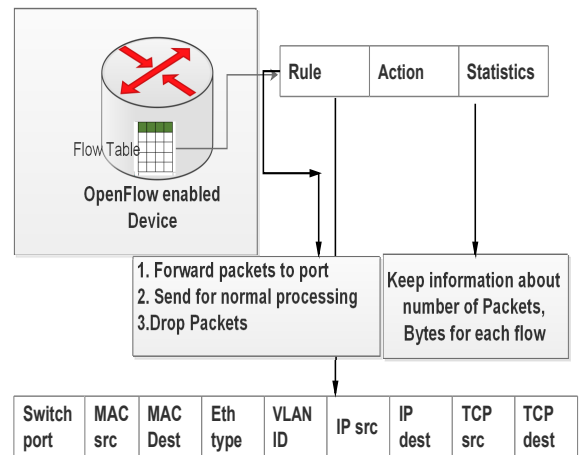 Rule Action Statistics
Flow Table
OpenFlow enabled
Device
1. Forward packets to port
2. Send for normal processing
3.Drop Packets
Keep information about
number of Packets,
Bytes for each flow
Switch port
MAC src
MAC Dest
Eth type
VLAN ID
IP src
IP dest
TCP src
TCP dest